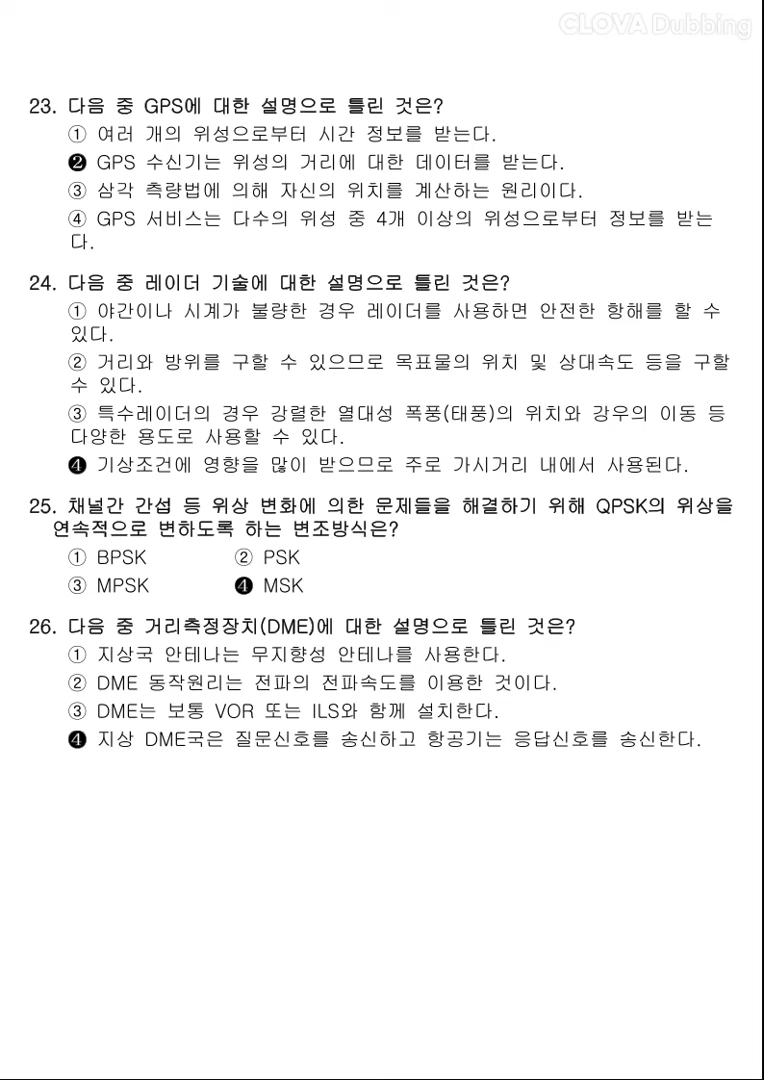 CLOVA Dubbing
23. 다음 중 GPS에 대한 설명으로 틀린 것은?
① 여러 개의 위성으로부터 시간 정보를 받는다.
❷ GPS 수신기는 위성의 거리에 대한 데이터를 받는다.
③ 삼각 측량법에 의해 자신의 위치를 계산하는 원리이다.
④ GPS 서비스는 다수의 위성 중 4개 이상의 위성으로부터 정보를 받는
다.
24. 다음 중 레이더 기술에 대한 설명으로 틀린 것은?
① 야간이나 시계가 불량한 경우 레이더를 사용하면 안전한 항해를 할 수
있다.
② 거리와 방위를 구할 수 있으므로 목표물의 위치 및 상대속도 등을 구할
수 있다.
③ 특수레이더의 경우 강렬한 열대성 폭풍(태풍)의 위치와 강우의 이동 등
다양한 용도로 사용할 수 있다.
❹ 기상조건에 영향을 많이 받으므로 주로 가시거리 내에서 사용된다.
25. 채널간 간섭 등 위상 변화에 의한 문제들을 해결하기 위해 QPSK의 위상을
연속적으로 변하도록 하는 변조방식은?
① BPSK ② PSK
③ MPSK ❹ MSK
26. 다음 중 거리측정장치(DME)에 대한 설명으로 틀린 것은?
① 지상국 안테나는 무지향성 안테나를 사용한다.
② DME 동작원리는 전파의 전파속도를 이용한 것이다.
③ DME는 보통 VOR 또는 ILS와 함께 설치한다.
❹ 지상 DME국은 질문신호를 송신하고 항공기는 응답신호를 송신한다.